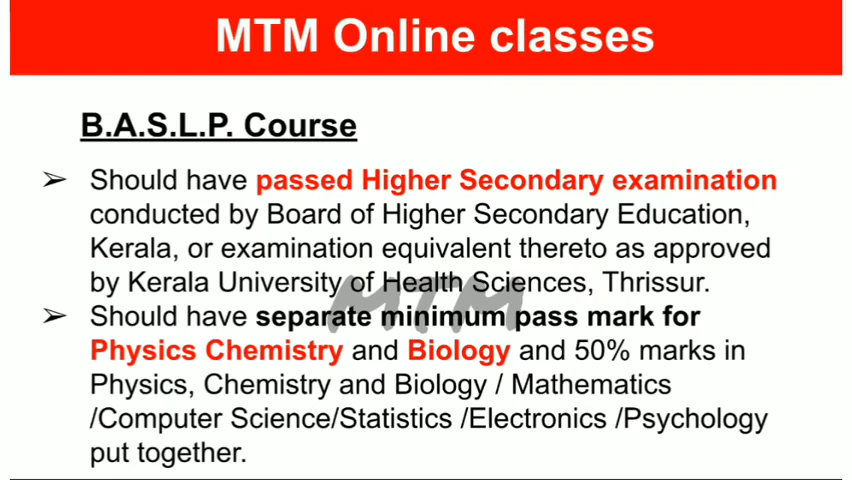 MTM Online classes
B.A.S.L.P. Course
➢ Should have passed Higher Secondary examination
conducted by Board of Higher Secondary Education,
Kerala, or examination equivalent thereto as approved
by Kerala University of Health Sciences, Thrissur.
➢ Should have separate minimum pass mark for
Physics Chemistry and Biology and 50% marks in
Physics, Chemistry and Biology / Mathematics
/Computer Science/Statistics /Electronics /Psychology
put together.
MTM